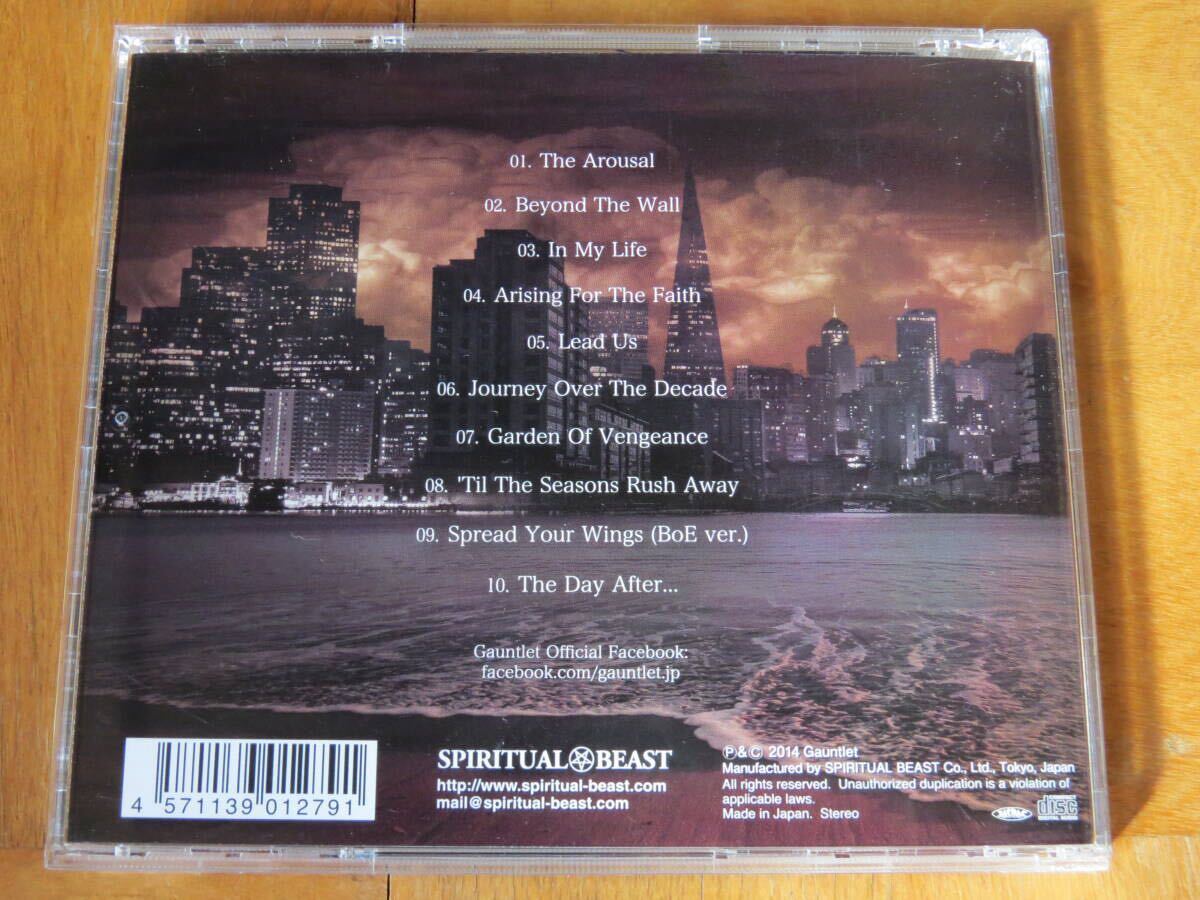 01. The Arousal
02. Beyond The Wall
03. In My Life
04. Arising For The Faith
05. Lead Us
06. Journey Over The Decade
07. Garden Of Vengeance
08. 'Til The Seasons Rush Away
09. Spread Your Wings (BoE ver.)
10. The Day After...
Gauntlet Official Facebook:
facebook.com/gauntlet.jp
4 571139 012791
SPIRITUAL BEAST
http://www.spiritual-beast.com
mail@spiritual-beast.com
Ⓟ&© 2014 Gauntlet
Manufactured by SPIRITUAL BEAST Co., Ltd., Tokyo, Japan
All rights reserved. Unauthorized duplication is a violation of
applicable laws.
Made in Japan. Stereo
disc
DIGITAL AUDIO